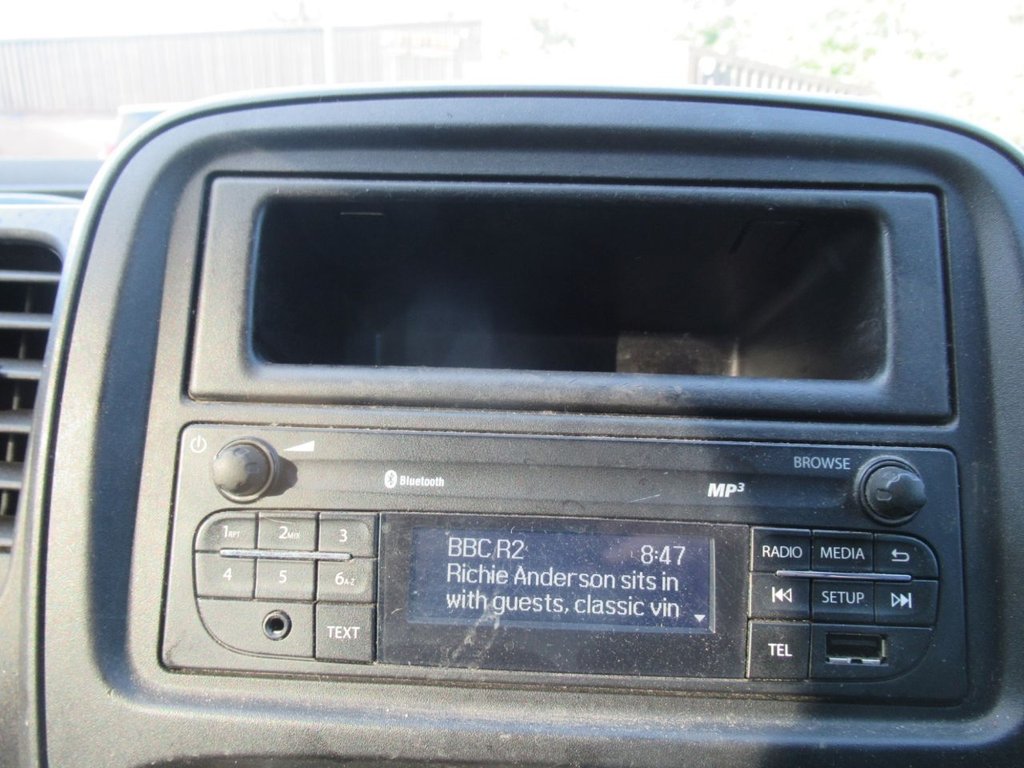 BROWSE
Bluetooth
MP3
1RPT 2MIX 3
4 5 6A-Z
TEXT
BBC R2 8:47
Richie Anderson sits in
with guests, classic vin
RADIO MEDIA
SETUP
TEL